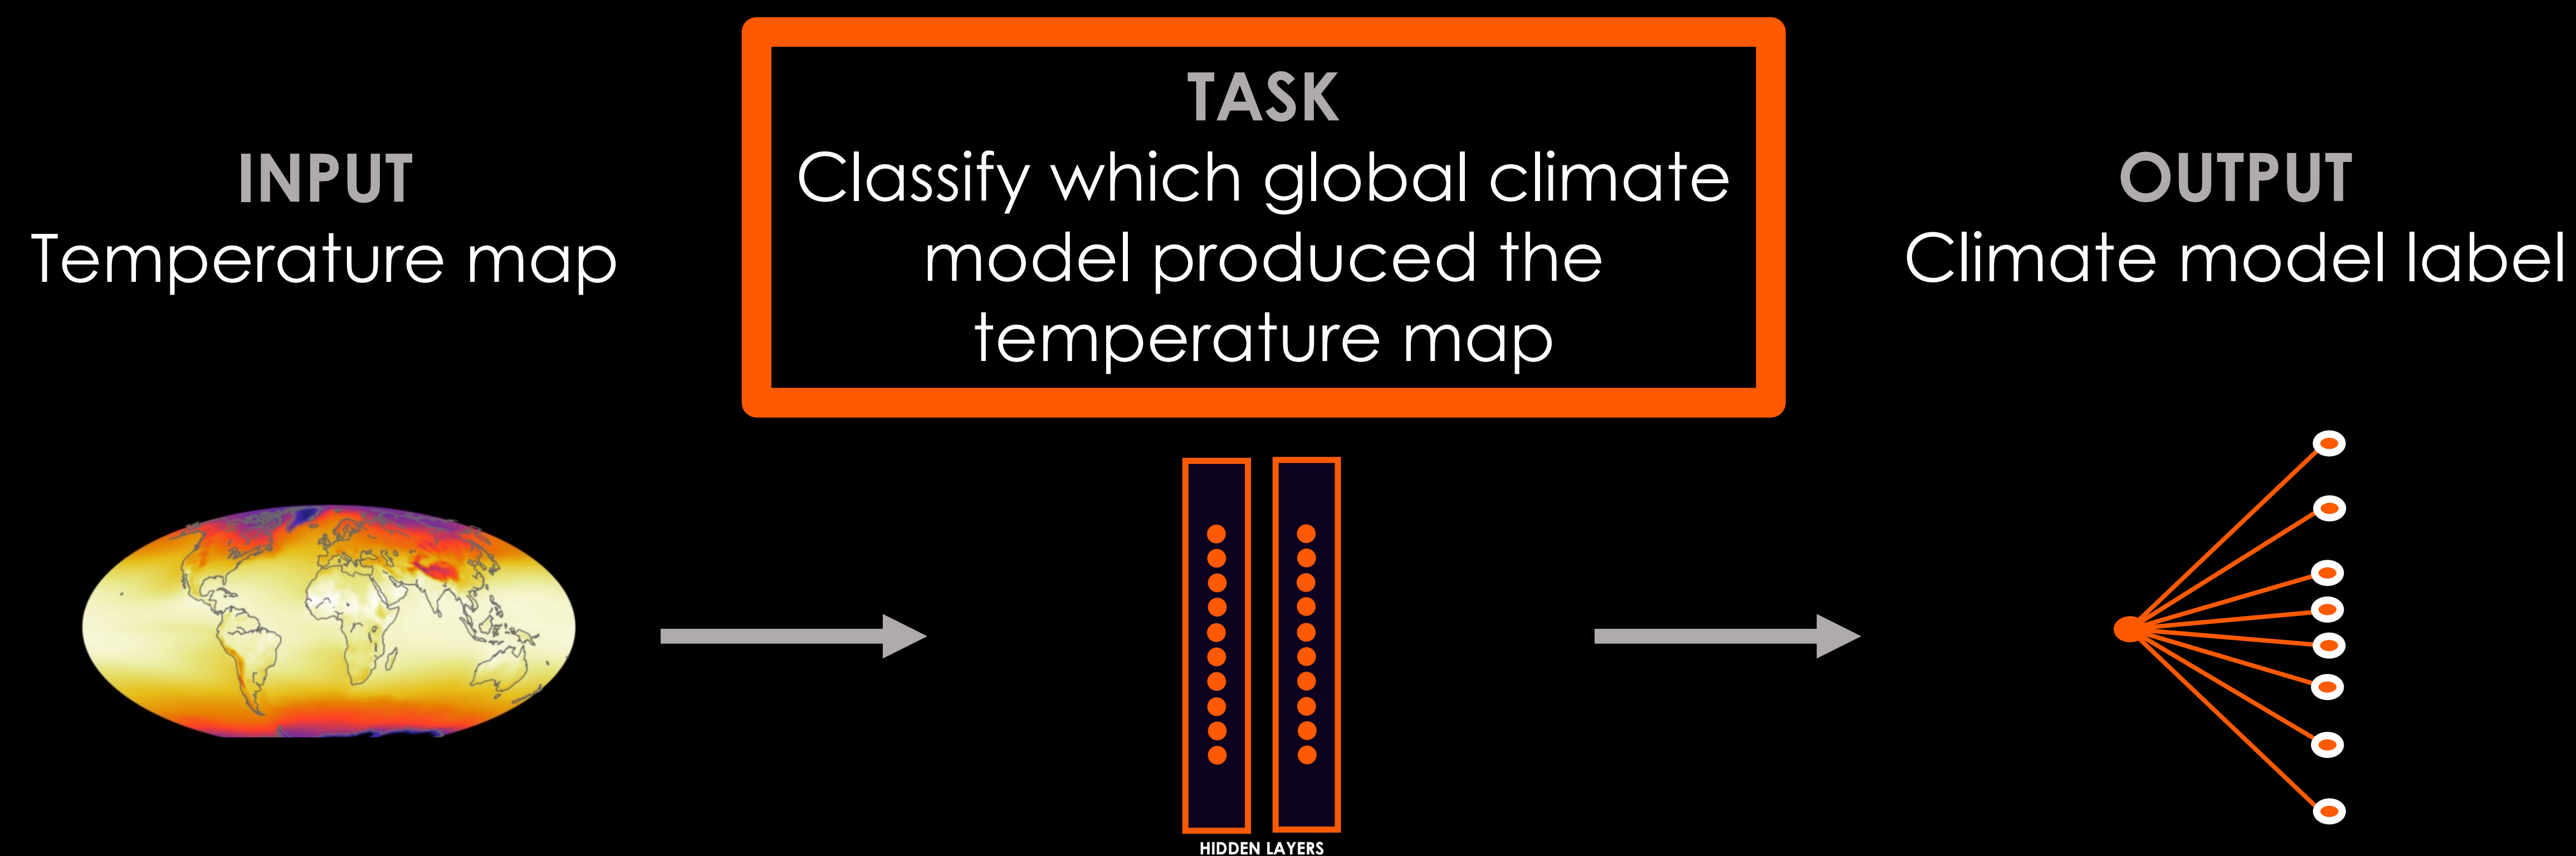 INPUT
Temperature map
TASK
Classify which global climate
model produced the
temperature map
OUTPUT
Climate model label
HIDDEN LAYERS